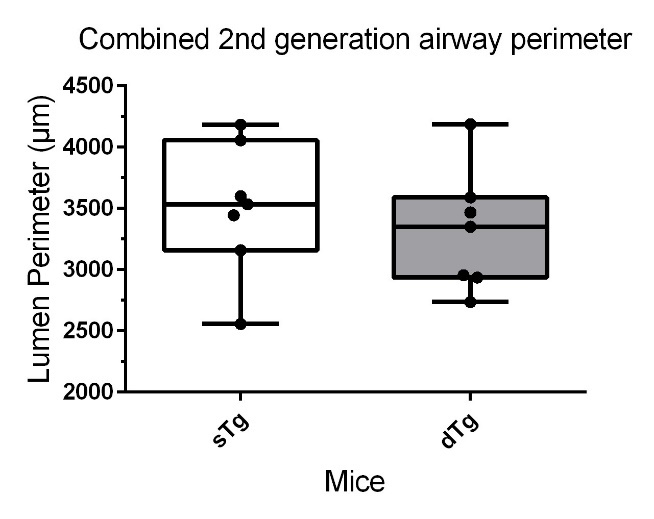 Combined 2nd generation airway perimeter
Lumen Perimeter (µm)
4500
4000
3500
3000
2500
2000
sTg
dTg
Mice